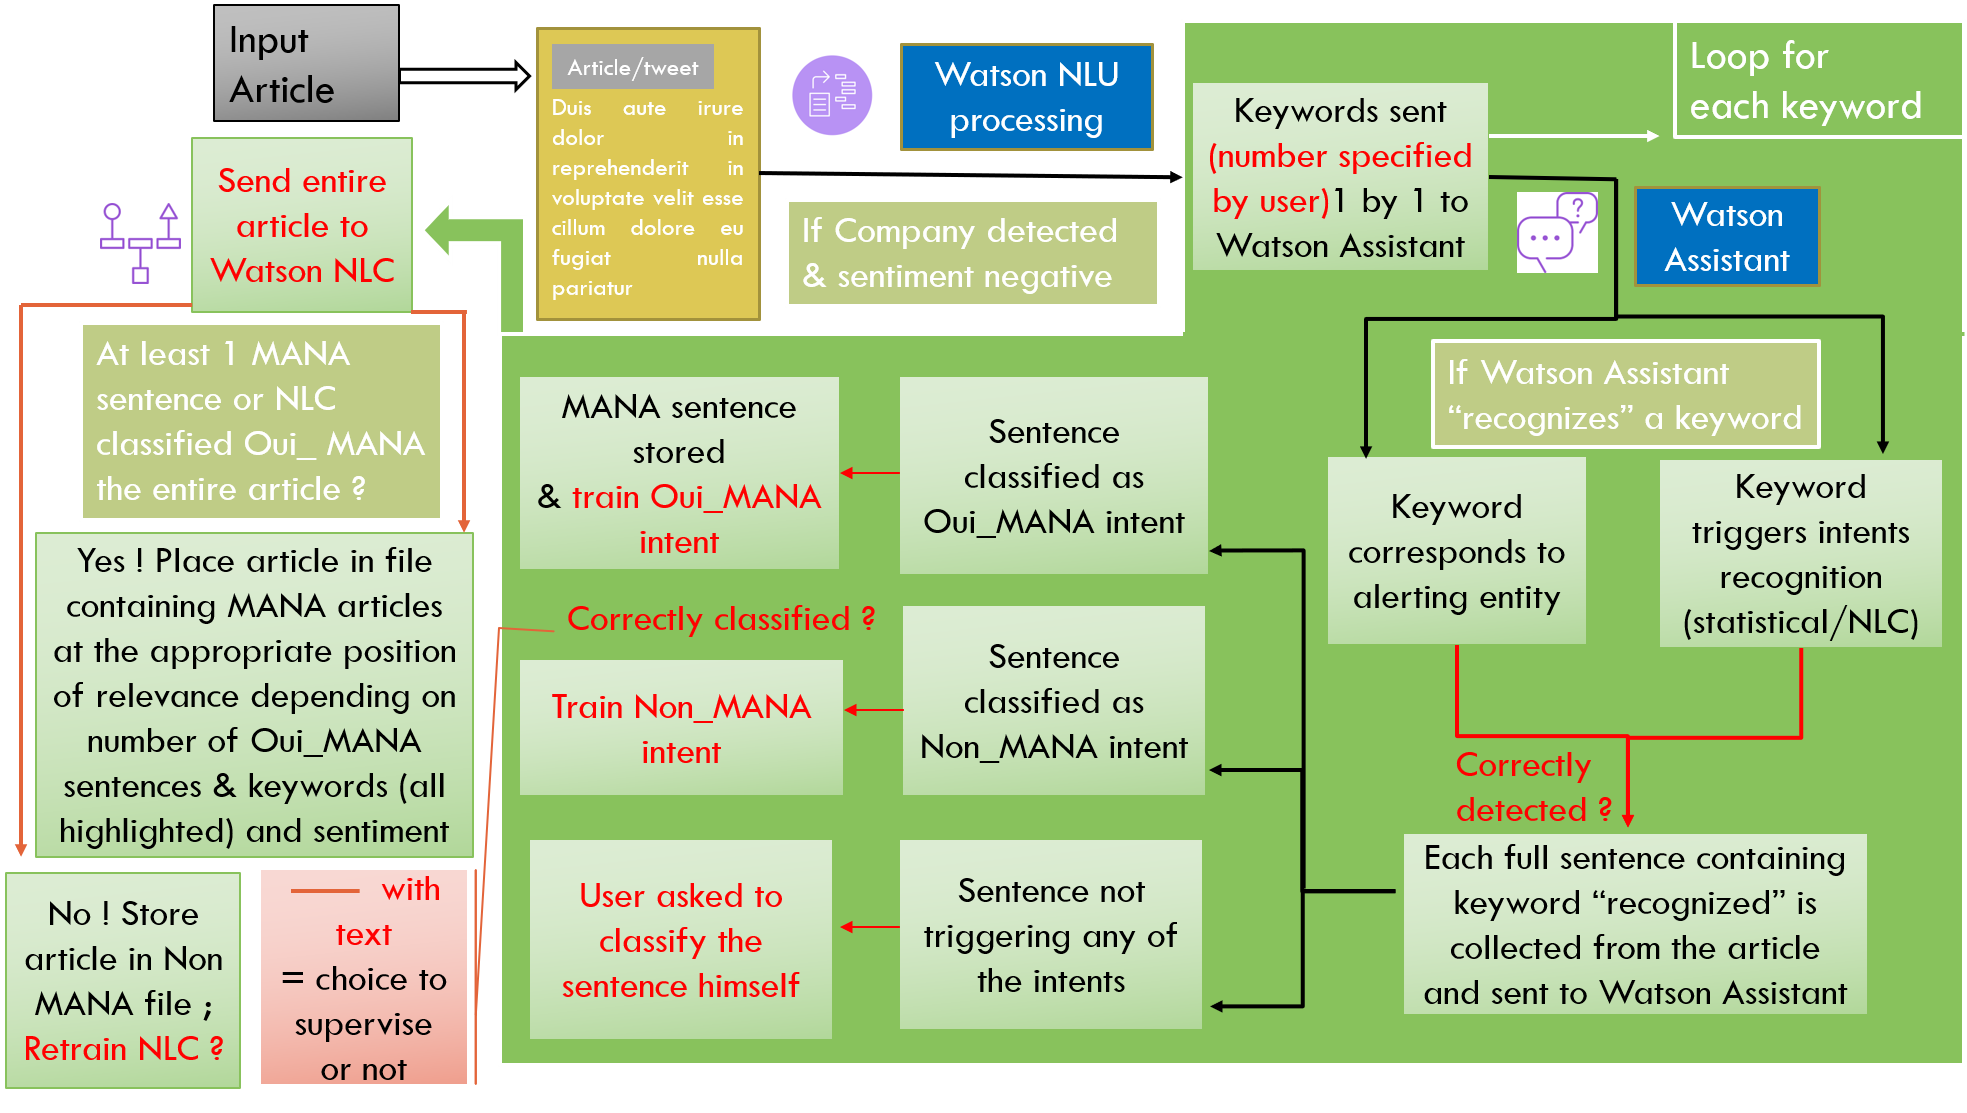 Input
Article
Article/tweet
Duis aute irure
dolor in
reprehenderit in
voluptate velit esse
cillum dolore eu
fugiat nulla
pariatur
Watson NLU
processing
If Company detected
& sentiment negative
Keywords sent
(number specified
by user)1 by 1 to
Watson Assistant
Loop for
each keyword
Watson
Assistant
If Watson Assistant
“recognizes” a keyword
Keyword
corresponds to
alerting entity
Keyword
triggers intents
recognition
(statistical/NLC)
Correctly
detected ?
Each full sentence containing
keyword “recognized” is
collected from the article
and sent to Watson Assistant
Sentence
classified as
Oui_MANA intent
MANA sentence
stored
& train Oui_MANA
intent
Correctly classified ?
Sentence
classified as
Non_MANA intent
Train Non_MANA
intent
Sentence not
triggering any of
the intents
User asked to
classify the
sentence himself
Send entire
article to
Watson NLC
At least 1 MANA
sentence or NLC
classified Oui_ MANA
the entire article ?
Yes ! Place article in file
containing MANA articles
at the appropriate position
of relevance depending on
number of Oui_MANA
sentences & keywords (all
highlighted) and sentiment
No ! Store
article in Non
MANA file ;
Retrain NLC ?
with
text
= choice to
supervise
or not